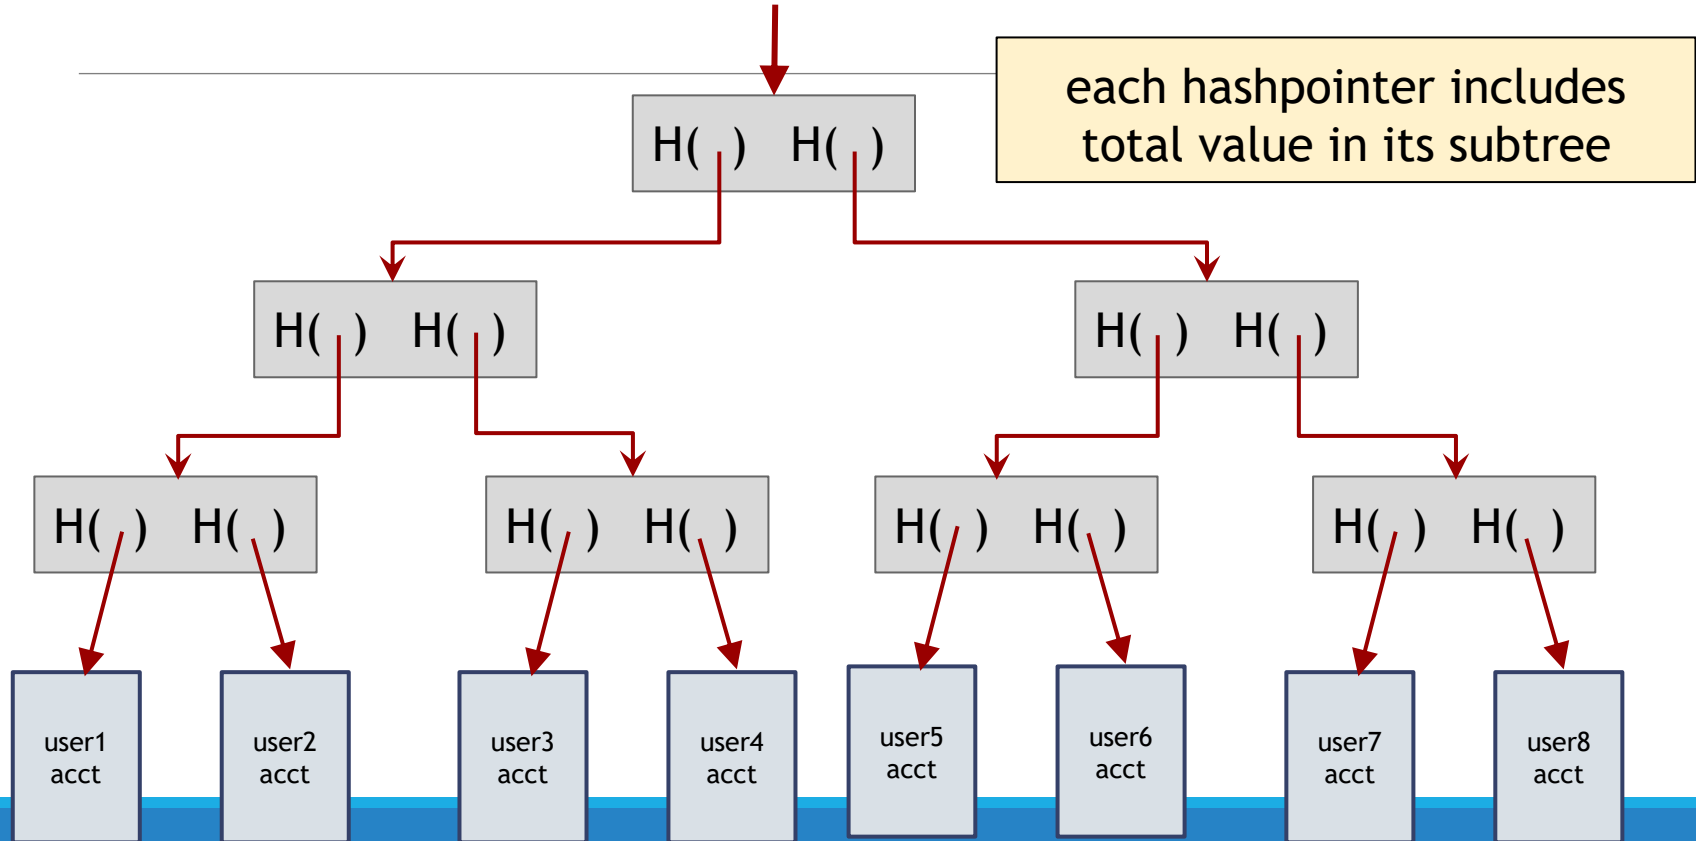 each hashpointer includes
total value in its subtree
H( ) H( )
H( ) H( )
H( ) H( )
H( ) H( )
H( ) H( )
H( ) H( )
H( ) H( )
user1
acct
user2
acct
user3
acct
user4
acct
user5
acct
user6
acct
user7
acct
user8
acct